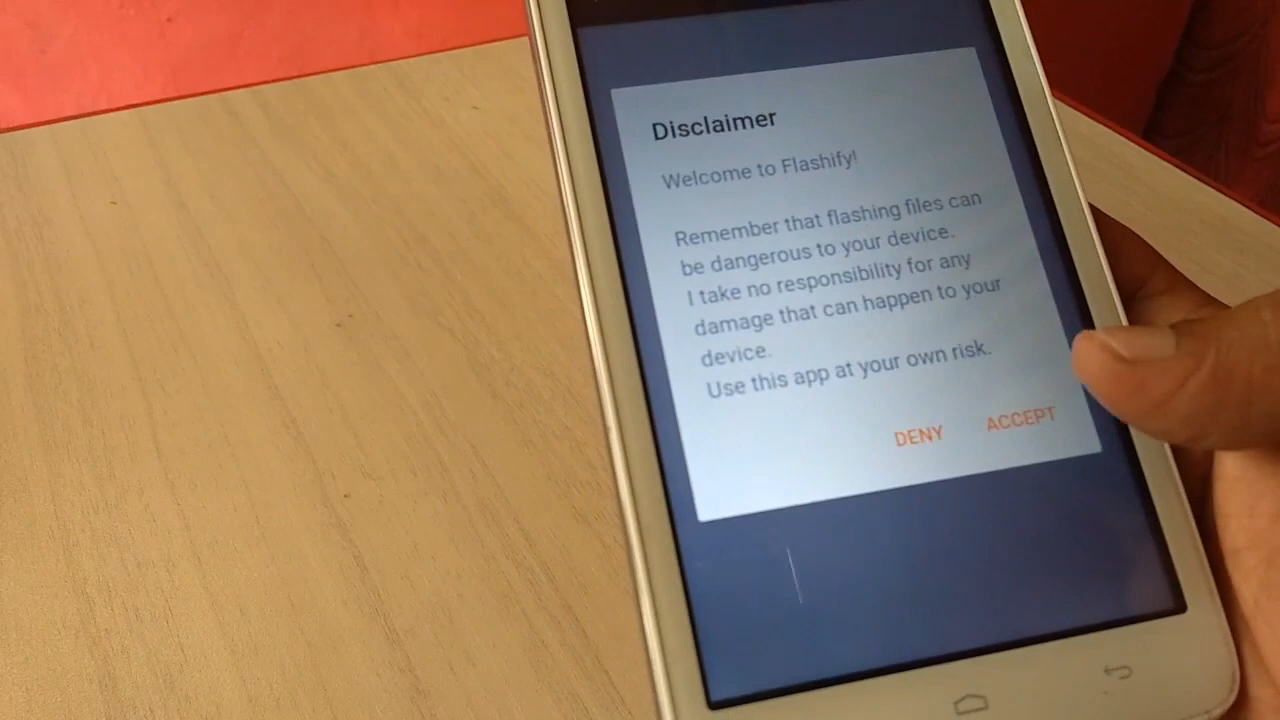 Disclaimer
Welcome to Flashify!
Remember that flashing files can
be dangerous to your device.
I take no responsibility for any
damage that can happen to your
device.
Use this app at your own risk.
DENY ACCEPT